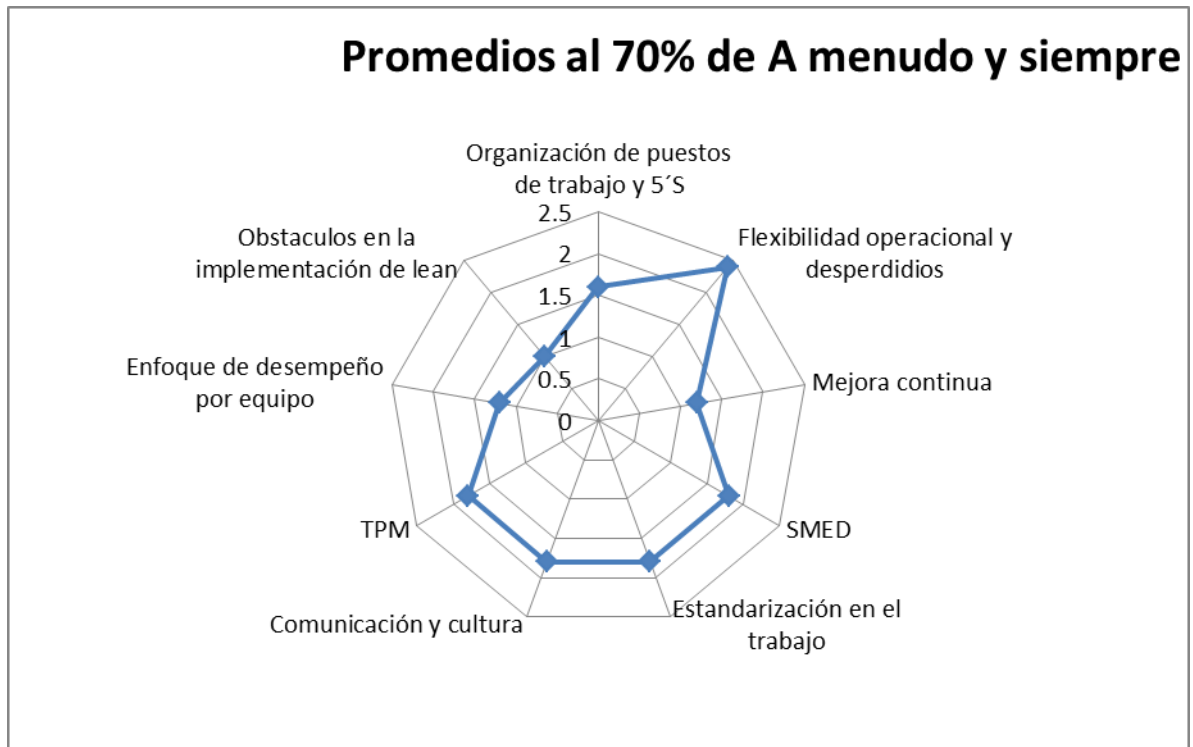 Promedios al 70% de A menudo y siempre
Organización de puestos
de trabajo y 5´S
Flexibilidad operacional y
desperdidios
Mejora continua
SMED
Estandarización en el
trabajo
Comunicación y cultura
TPM
Enfoque de desempeño
por equipo
Obstaculos en la
implementación de lean
2.5
2
1.5
1
0.5
0